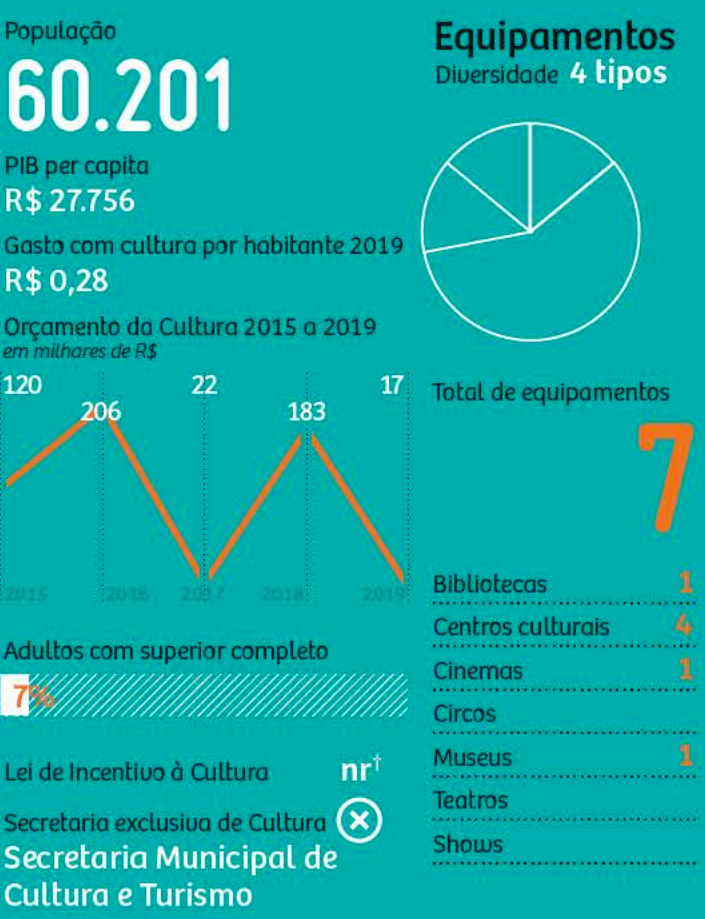 População
60.201
PIB per capita
R$ 27.756
Gasto com cultura por habitante 2019
R$ 0,28
Orçamento da Cultura 2015 a 2019
em milhares de R$
120
206
22
183
17
2015
2016
2017
2018
2019
Adultos com superior completo
7%
Lei de Incentivo à Cultura nr†
Secretaria exclusiva de Cultura
Secretaria Municipal de
Cultura e Turismo
Equipamentos
Diversidade 4 tipos
Total de equipamentos
7
Bibliotecas 1
Centros culturais 4
Cinemas 1
Circos
Museus 1
Teatros
Shows